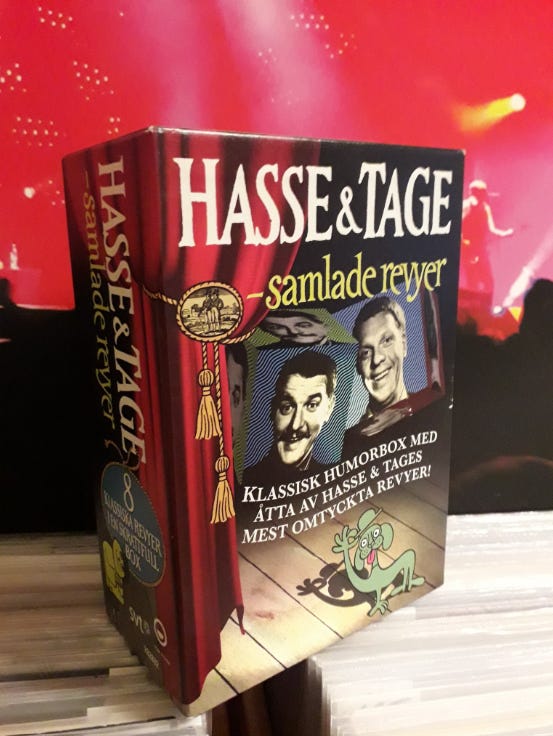 HASSE & TAGE
– samlade revyer
KLASSISK HUMORBOX MED
ÅTTA AV HASSE & TAGES
MEST OMTYCKTA REVYER!
HASSE & TAGE
– samlade revyer
8
KLASSISKA REVYER
I EN
BOX
SVT